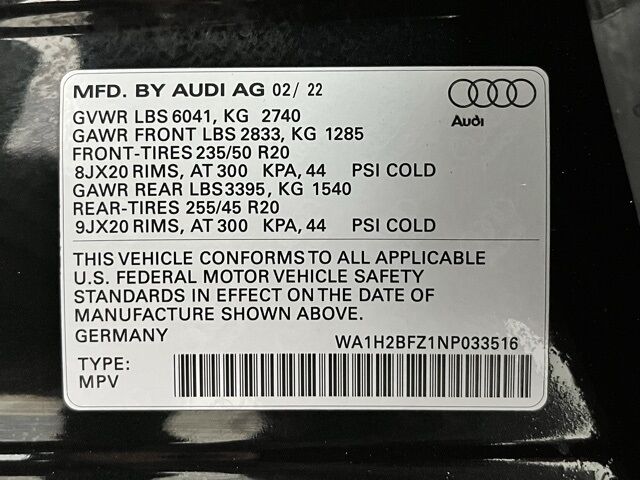 MFD. BY AUDI AG 02/ 22
GVWR LBS 6041, KG 2740
GAWR FRONT LBS 2833, KG 1285
FRONT-TIRES 235/50 R20
8JX20 RIMS, AT 300 KPA, 44 PSI COLD
GAWR REAR LBS3395, KG 1540
REAR-TIRES 255/45 R20
9JX20 RIMS, AT 300 KPA, 44 PSI COLD
Audi
THIS VEHICLE CONFORMS TO ALL APPLICABLE
U.S. FEDERAL MOTOR VEHICLE SAFETY
STANDARDS IN EFFECT ON THE DATE OF
MANUFACTURE SHOWN ABOVE.
GERMANY WA1H2BFZ1NP033516
TYPE:
MPV